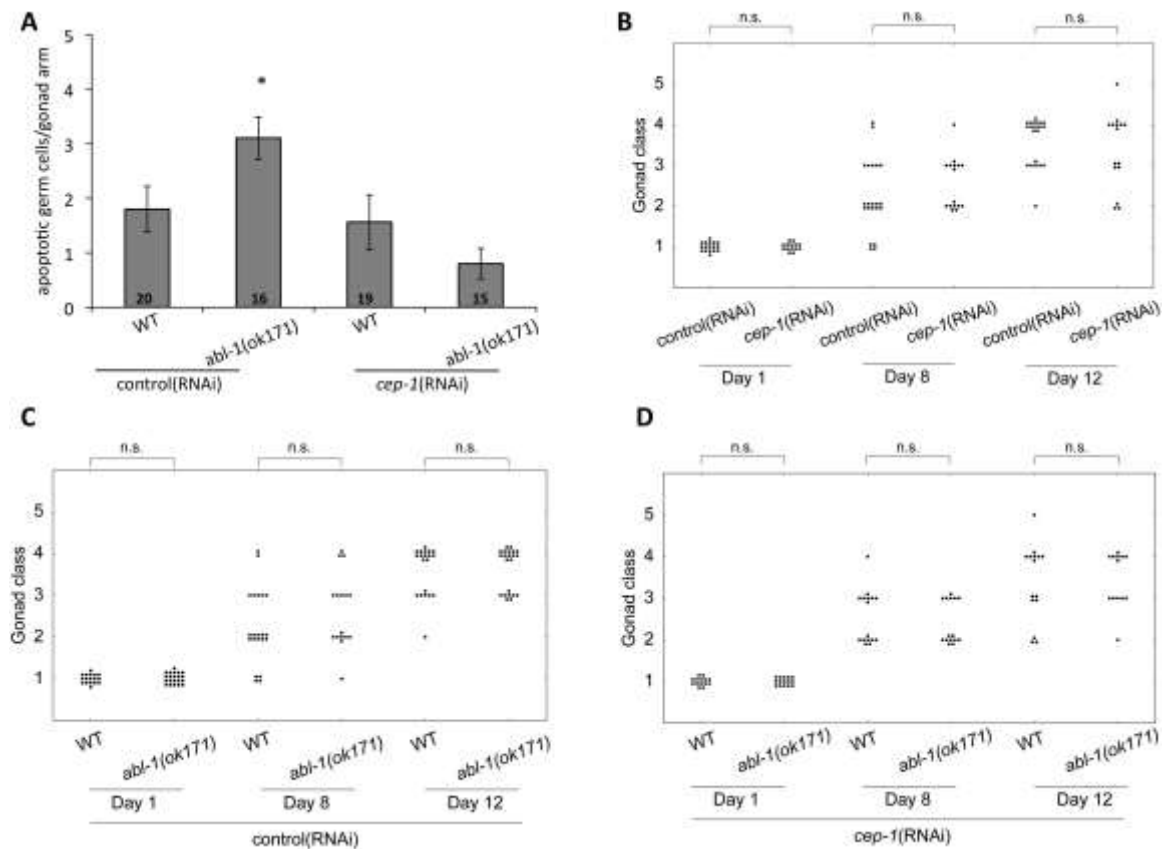 A
apoptotic germ cells/gonad arm
5
4
3
2
1
0
*
20
16
19
15
WT
abl-1(ok171)
WT
abl-1(ok171)
control(RNAi)
cep-1(RNAi)
B
n.s.
n.s.
n.s.
Gonad class
5
4
3
2
1
control(RNAi)
cep-1(RNAi)
control(RNAi)
cep-1(RNAi)
control(RNAi)
cep-1(RNAi)
Day 1
Day 8
Day 12
C
n.s.
n.s.
n.s.
Gonad class
5
4
3
2
1
WT
abl-1(ok171)
WT
abl-1(ok171)
WT
abl-1(ok171)
Day 1
Day 8
Day 12
control(RNAi)
D
n.s.
n.s.
n.s.
Gonad class
5
4
3
2
1
WT
abl-1(ok171)
WT
abl-1(ok171)
WT
abl-1(ok171)
Day 1
Day 8
Day 12
cep-1(RNAi)